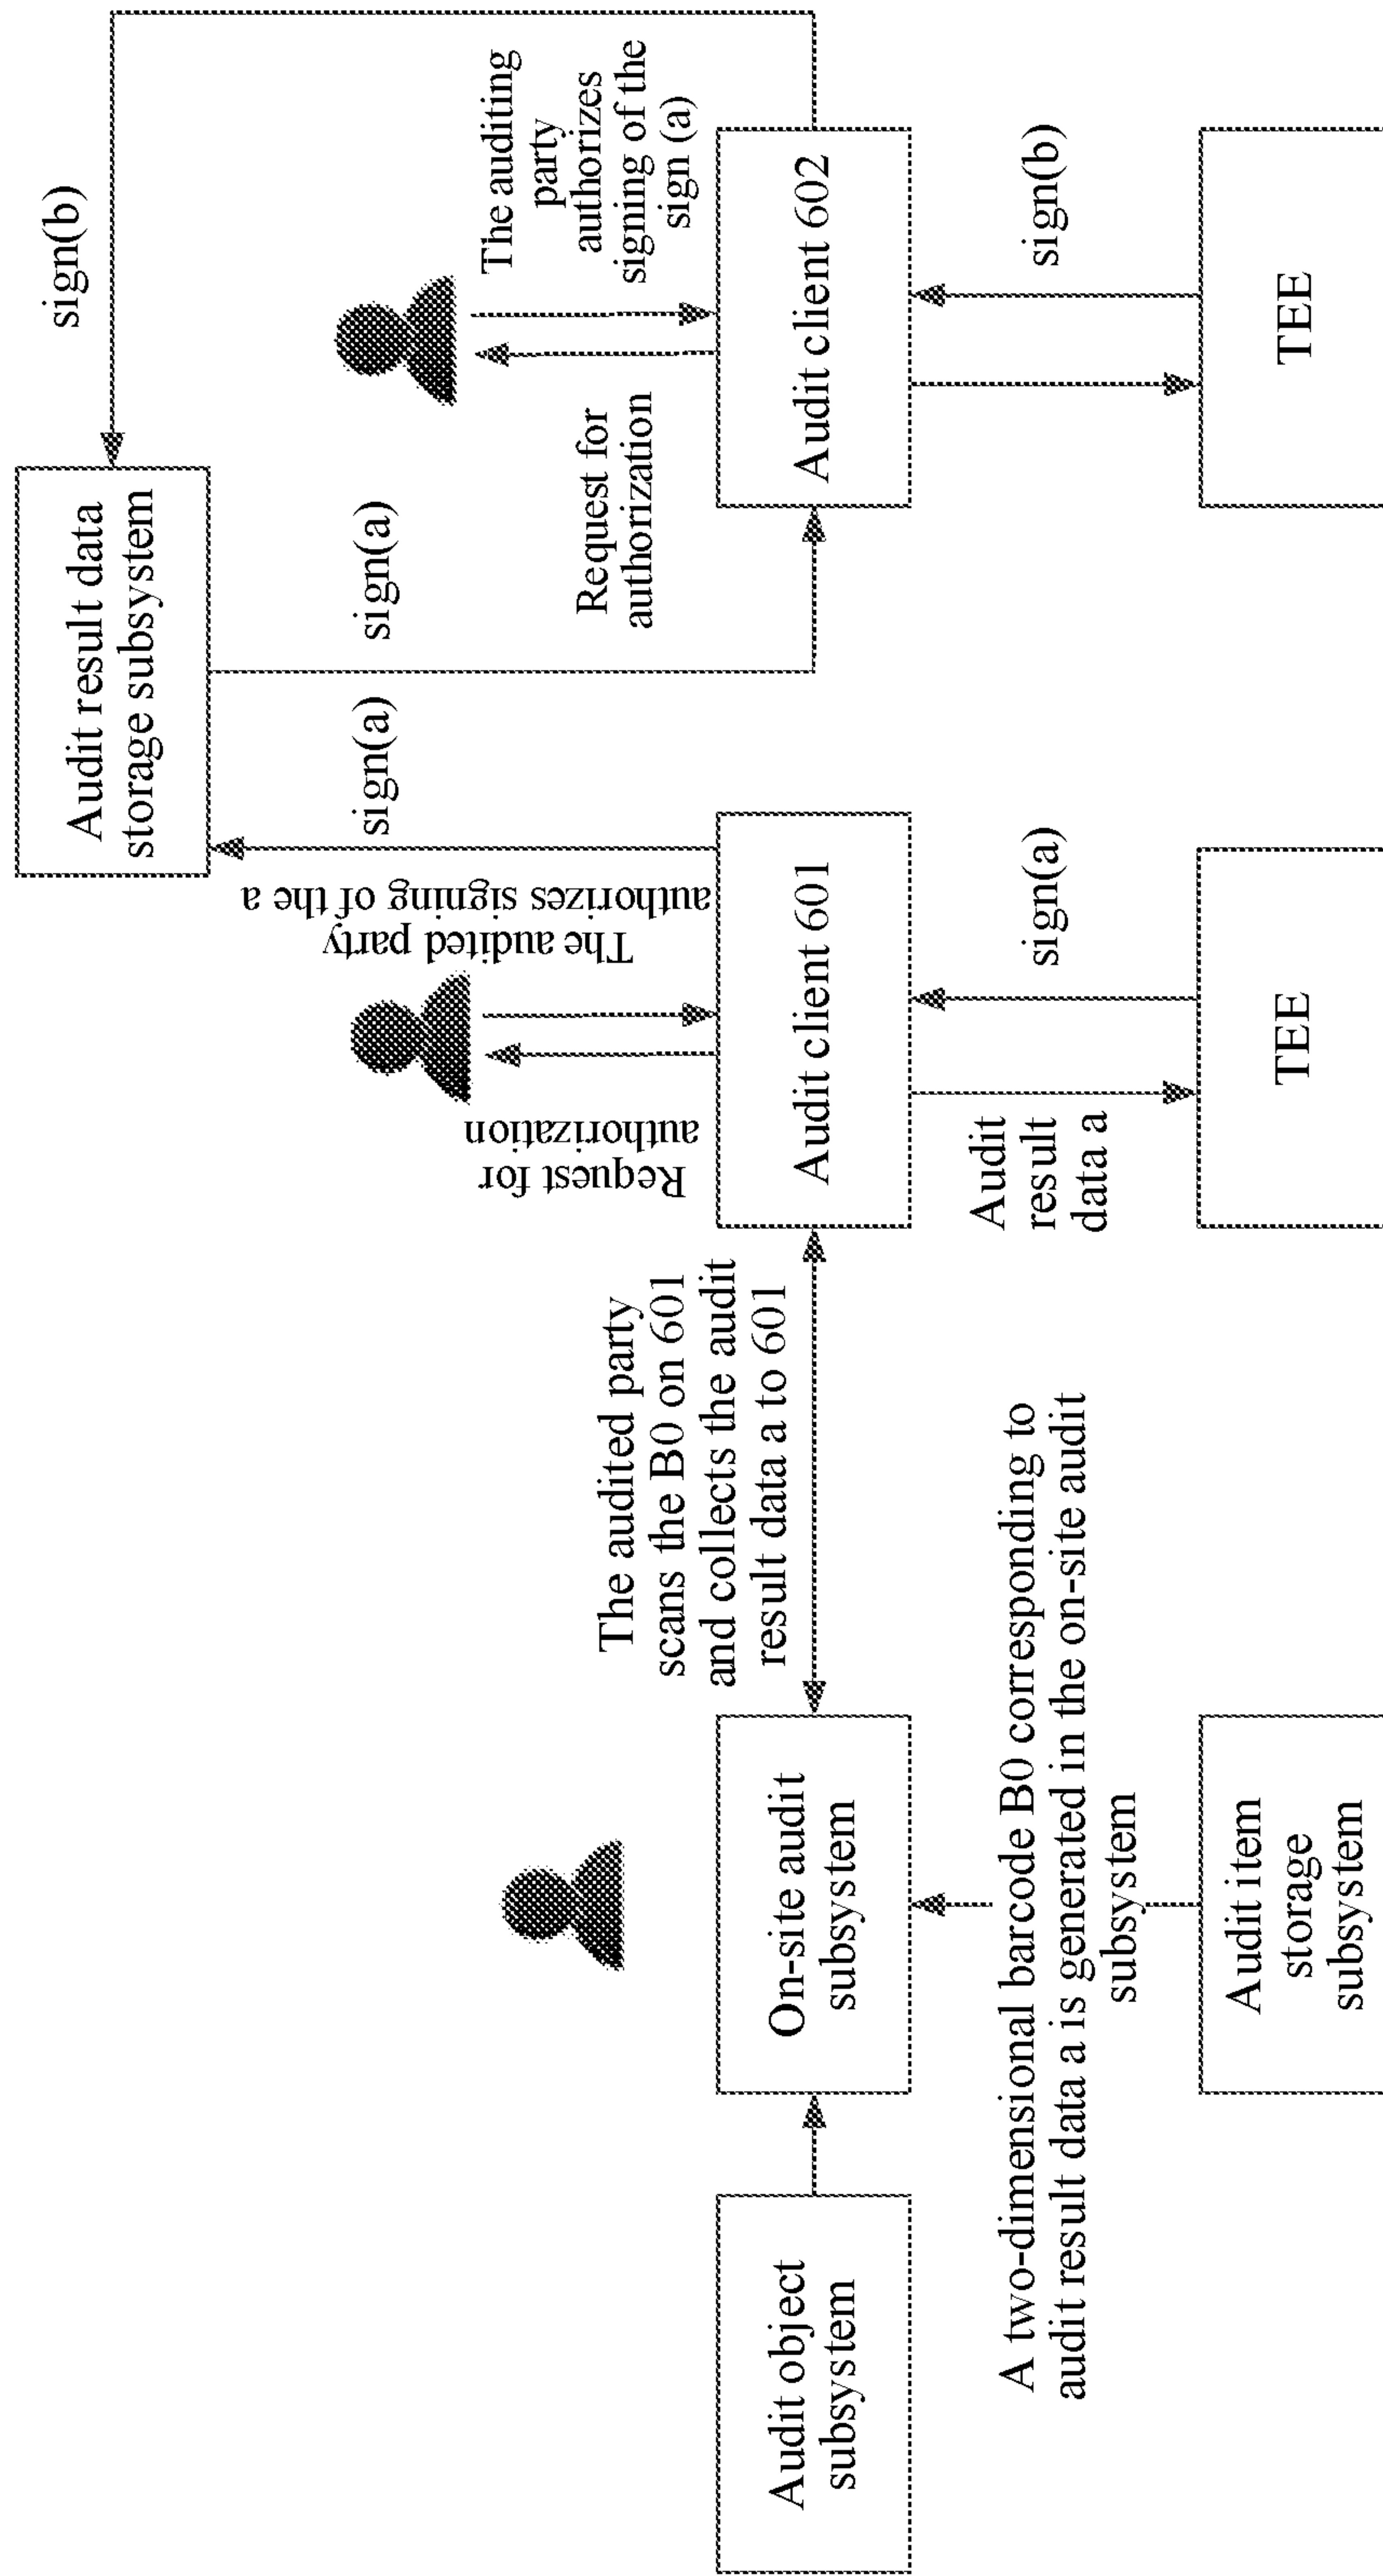 Audit object
subsystem
On-site audit
subsystem
Audit item
storage
subsystem
A two-dimensional barcode B0 corresponding to
audit result data a is generated in the on-site audit
subsystem
The audited party
scans the B0 on 601
and collects the audit
result data a to 601
Request for
authorization
The audited party
authorizes signing of the a
Audit client 601
Audit
result
data a
sign(a)
TEE
sign(a)
Audit result data
storage subsystem
sign(a)
sign(b)
Request for
authorization
The auditing
party
authorizes
signing of the
sign (a)
Audit client 602
sign(b)
TEE